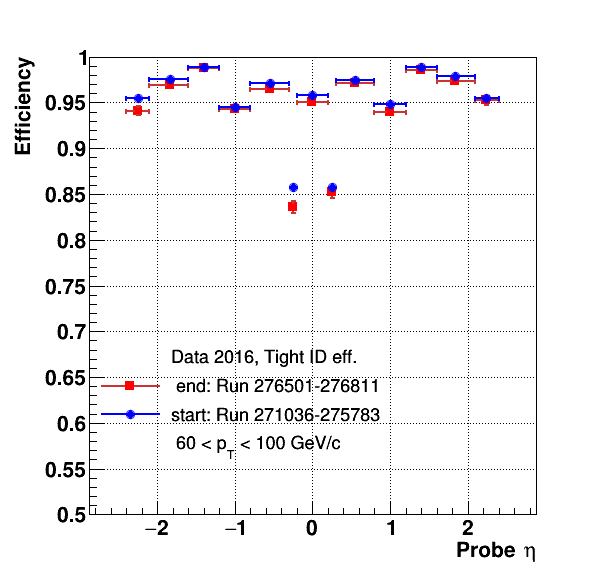 Efficiency
1
0.95
0.9
0.85
0.8
0.75
0.7
0.65
0.6
0.55
0.5
Data 2016, Tight ID eff.
end: Run 276501-276811
start: Run 271036-275783
60 < p_T < 100 GeV/c
−2 −1 0 1 2
Probe η